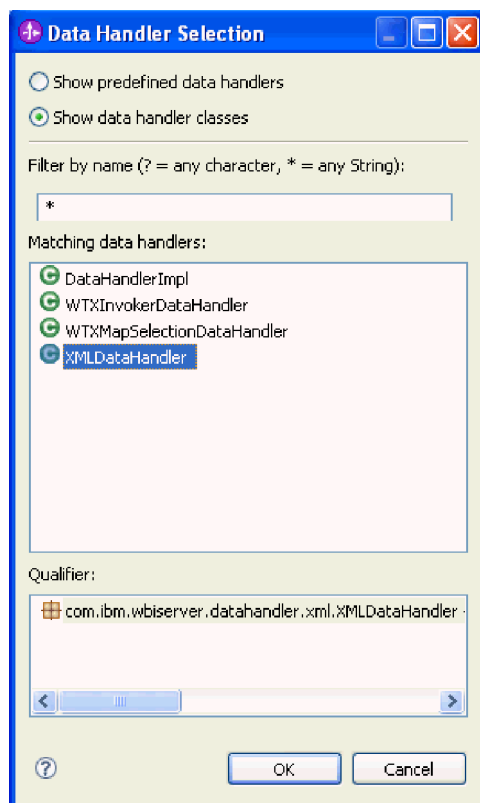 Data Handler Selection
Show predefined data handlers
Show data handler classes
Filter by name (? = any character, * = any String):
*
Matching data handlers:
DataHandlerImpl
WTXInvokerDataHandler
WTXMapSelectionDataHandler
XMLDataHandler
Qualifier:
com.ibm.wbiserver.datahandler.xml.XMLDataHandler -
OK Cancel